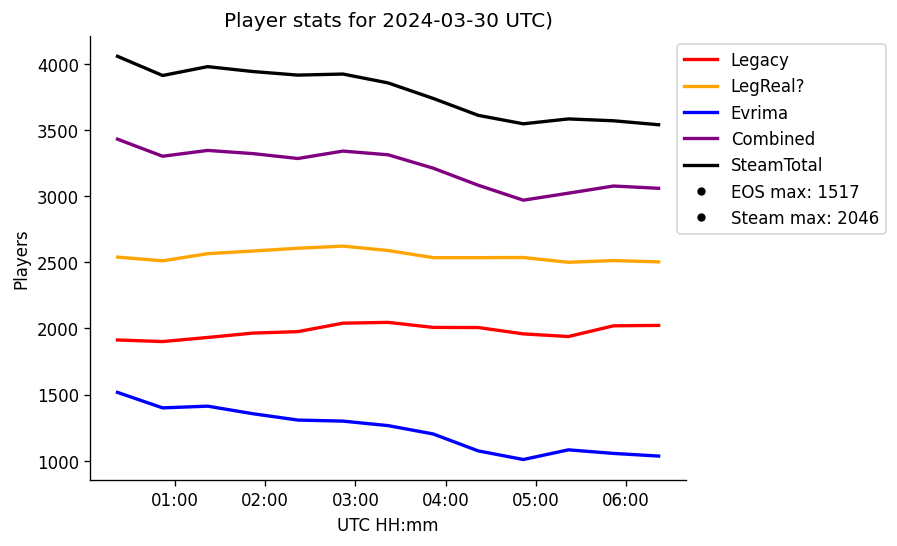 Player stats for 2024-03-30 UTC)
Legacy
LegReal?
Evrima
Combined
SteamTotal
EOS max: 1517
Steam max: 2046
Players
4000
3500
3000
2500
2000
1500
1000
01:00 02:00 03:00 04:00 05:00 06:00
UTC HH:mm